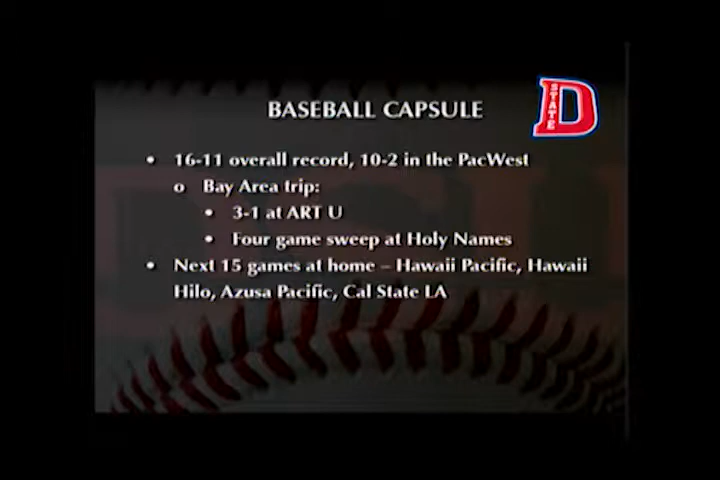 STATE
D
BASEBALL CAPSULE
• 16-11 overall record, 10-2 in the PacWest
o Bay Area trip:
• 3-1 at ART U
• Four game sweep at Holy Names
• Next 15 games at home – Hawaii Pacific, Hawaii
Hilo, Azusa Pacific, Cal State LA